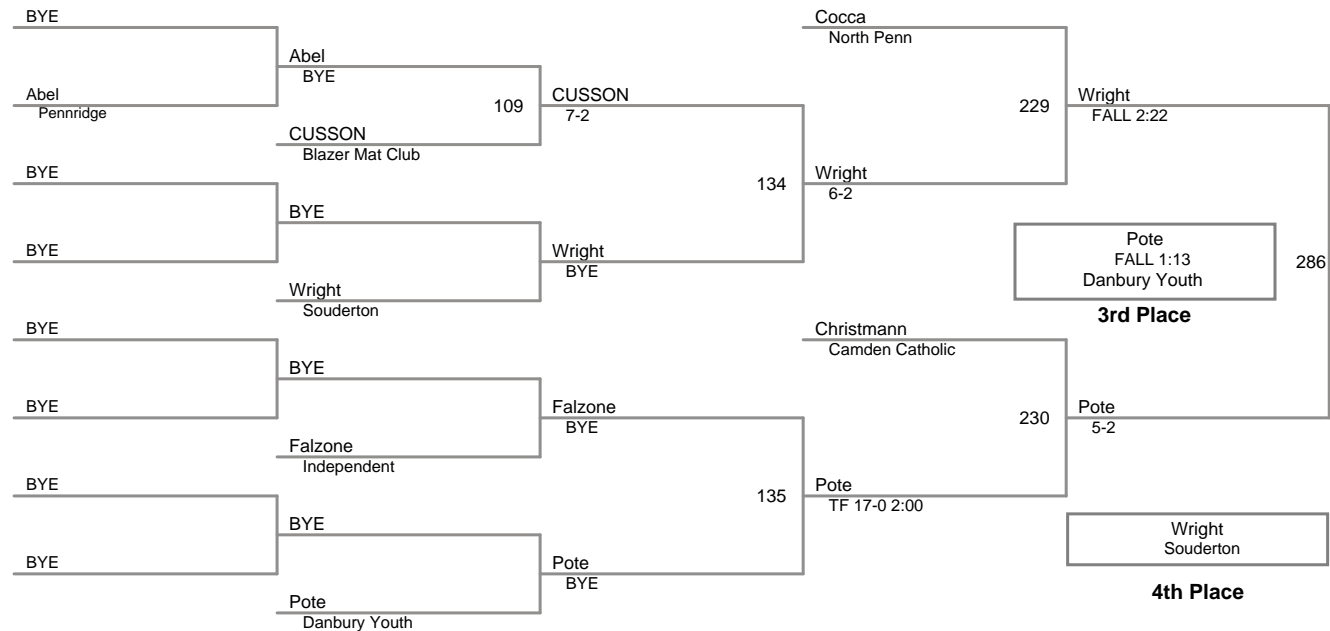 BYE
Abel
Pennridge
BYE
BYE
BYE
BYE
BYE
BYE
Abel
BYE
109
CUSSON
Blazer Mat Club
BYE
Wright
Souderton
BYE
Falzone
Independent
BYE
Pote
Danbury Youth
CUSSON
7-2
134
Wright
BYE
Falzone
BYE
135
Pote
BYE
Cocca
North Penn
229
Wright
6-2
Christmann
Camden Catholic
230
Pote
TF 17-0 2:00
Wright
FALL 2:22
286
Pote
5-2
Pote
FALL 1:13
Danbury Youth
3rd Place
Wright
Souderton
4th Place